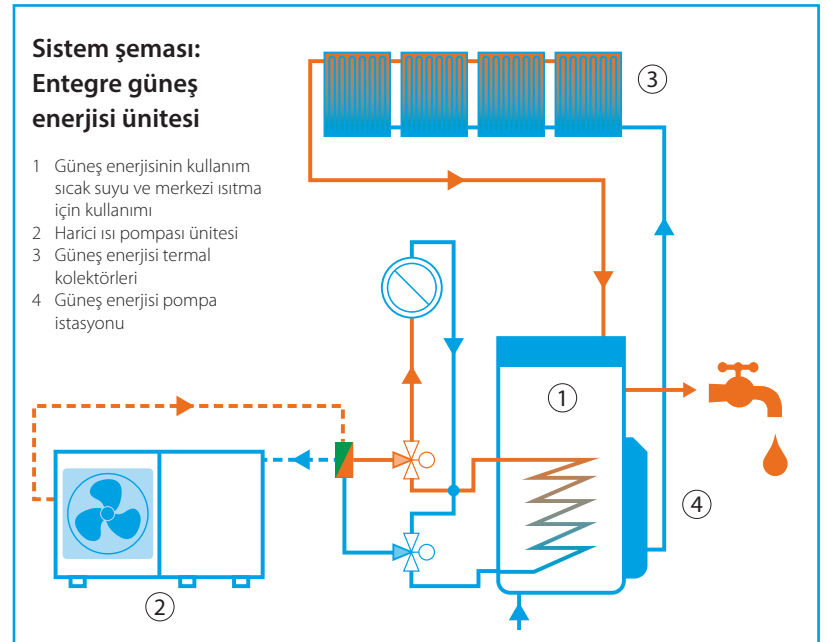 Sistem şeması:
Entegre güneş
enerjisi ünitesi
1 Güneş enerjisinin kullanım
sıcak suyu ve merkezi ısıtma
için kullanımı
2 Harici ısı pompası ünitesi
3 Güneş enerjisi termal
kolektörleri
4 Güneş enerjisi pompa
istasyonu
3
1
4
2